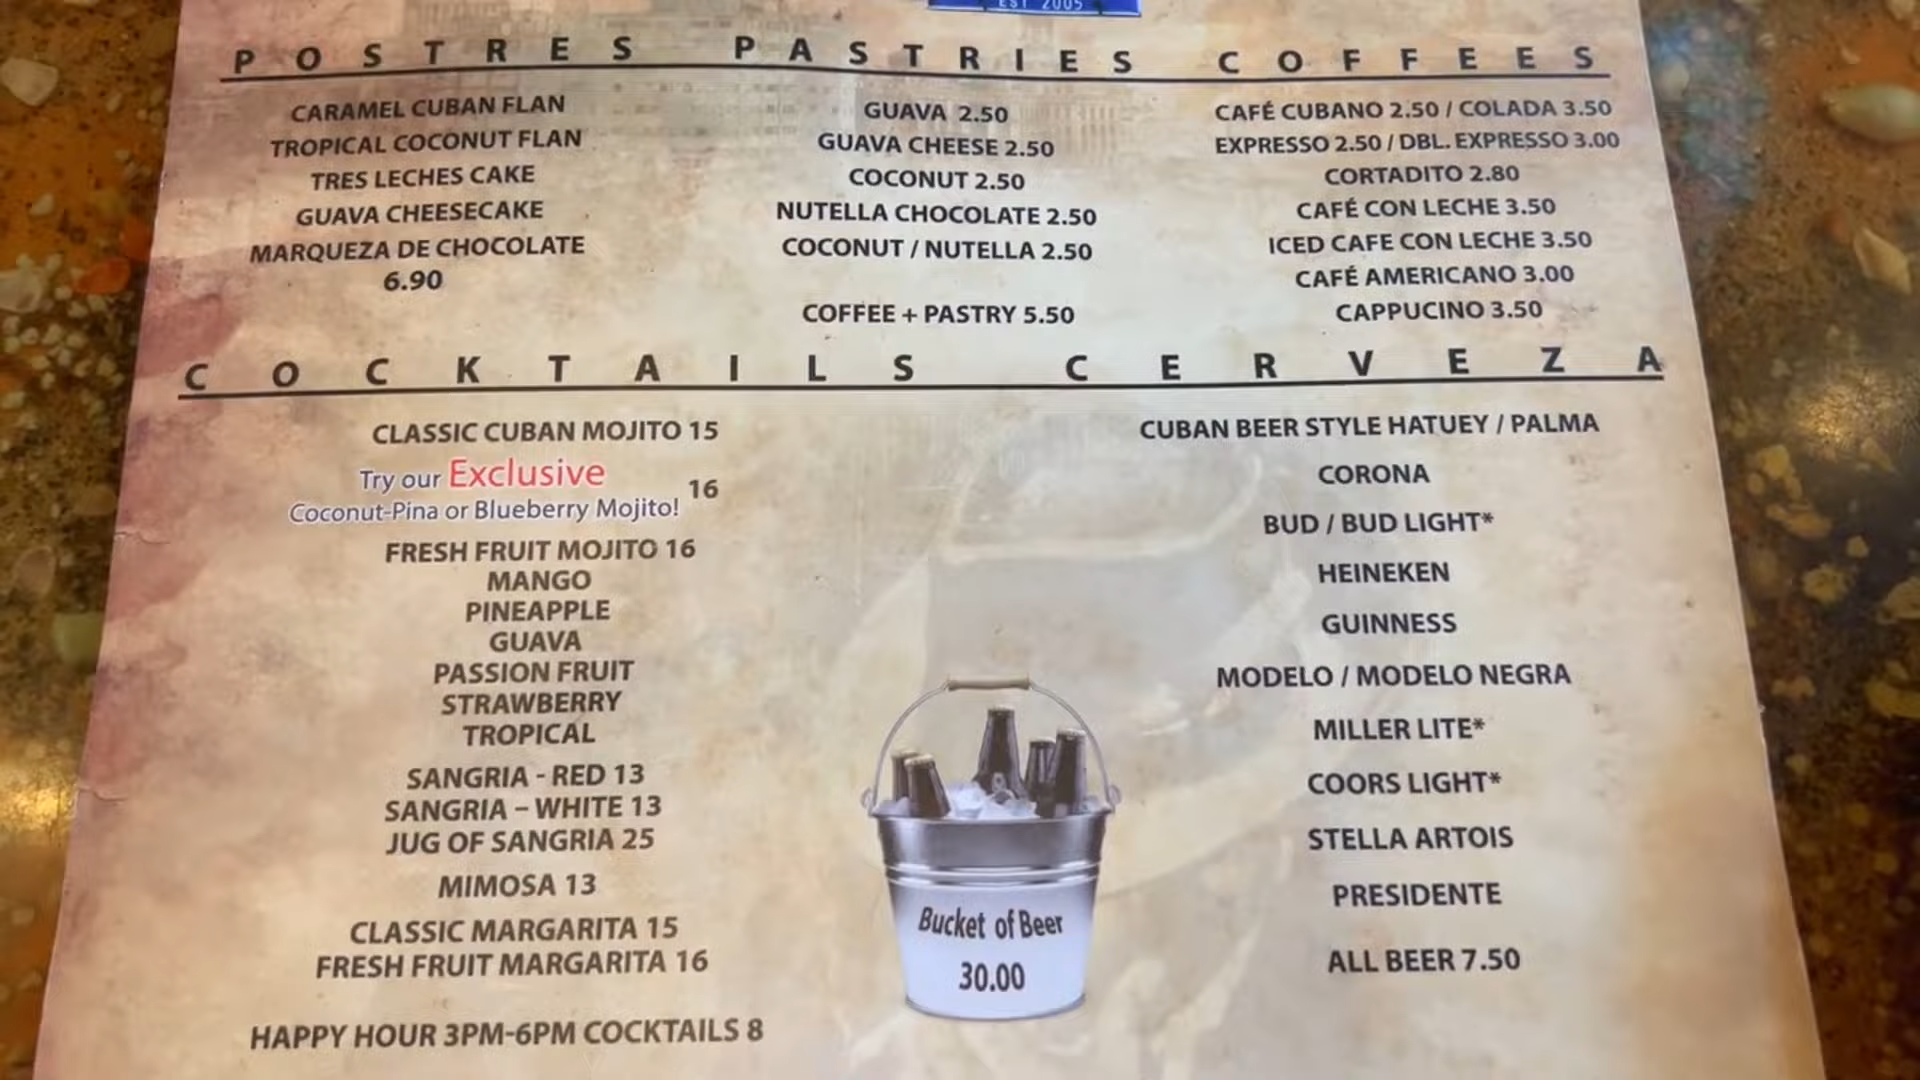 EST 2005
POSTRES PASTRIES COFFEES
CARAMEL CUBAN FLAN
TROPICAL COCONUT FLAN
TRES LECHES CAKE
GUAVA CHEESECAKE
MARQUEZA DE CHOCOLATE
6.90
GUAVA 2.50
GUAVA CHEESE 2.50
COCONUT 2.50
NUTELLA CHOCOLATE 2.50
COCONUT / NUTELLA 2.50
COFFEE + PASTRY 5.50
CAFÉ CUBANO 2.50 / COLADA 3.50
EXPRESSO 2.50 / DBL. EXPRESSO 3.00
CORTADITO 2.80
CAFÉ CON LECHE 3.50
ICED CAFE CON LECHE 3.50
CAFÉ AMERICANO 3.00
CAPPUCINO 3.50
COCKTAILS CERVEZA
CLASSIC CUBAN MOJITO 15
Try our Exclusive
Coconut-Pina or Blueberry Mojito! 16
FRESH FRUIT MOJITO 16
MANGO
PINEAPPLE
GUAVA
PASSION FRUIT
STRAWBERRY
TROPICAL
SANGRIA - RED 13
SANGRIA – WHITE 13
JUG OF SANGRIA 25
MIMOSA 13
CLASSIC MARGARITA 15
FRESH FRUIT MARGARITA 16
HAPPY HOUR 3PM-6PM COCKTAILS 8
Bucket of Beer
30.00
CUBAN BEER STYLE HATUEY / PALMA
CORONA
BUD / BUD LIGHT*
HEINEKEN
GUINNESS
MODELO / MODELO NEGRA
MILLER LITE*
COORS LIGHT*
STELLA ARTOIS
PRESIDENTE
ALL BEER 7.50